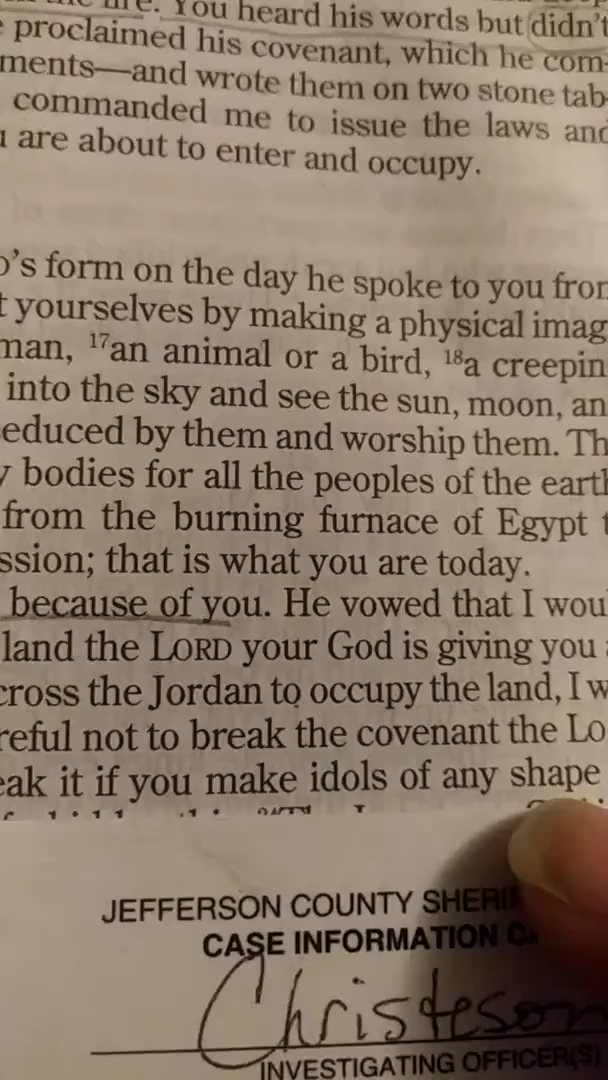 You heard his words but didn't
proclaimed his covenant, which he com-
ments—and wrote them on two stone tab-
commanded me to issue the laws and
are about to enter and occupy.
's form on the day he spoke to you from
yourselves by making a physical imag
man, 17an animal or a bird, 18a creepin
into the sky and see the sun, moon, an
educed by them and worship them. Th
bodies for all the peoples of the earth
from the burning furnace of Egypt t
ssion; that is what you are today.
because of you. He vowed that I wou
land the LORD your God is giving you
cross the Jordan to occupy the land, I w
reful not to break the covenant the Lo
eak it if you make idols of any shape
JEFFERSON COUNTY SHERI
CASE INFORMATION
Christeson
INVESTIGATING OFFICER(S)